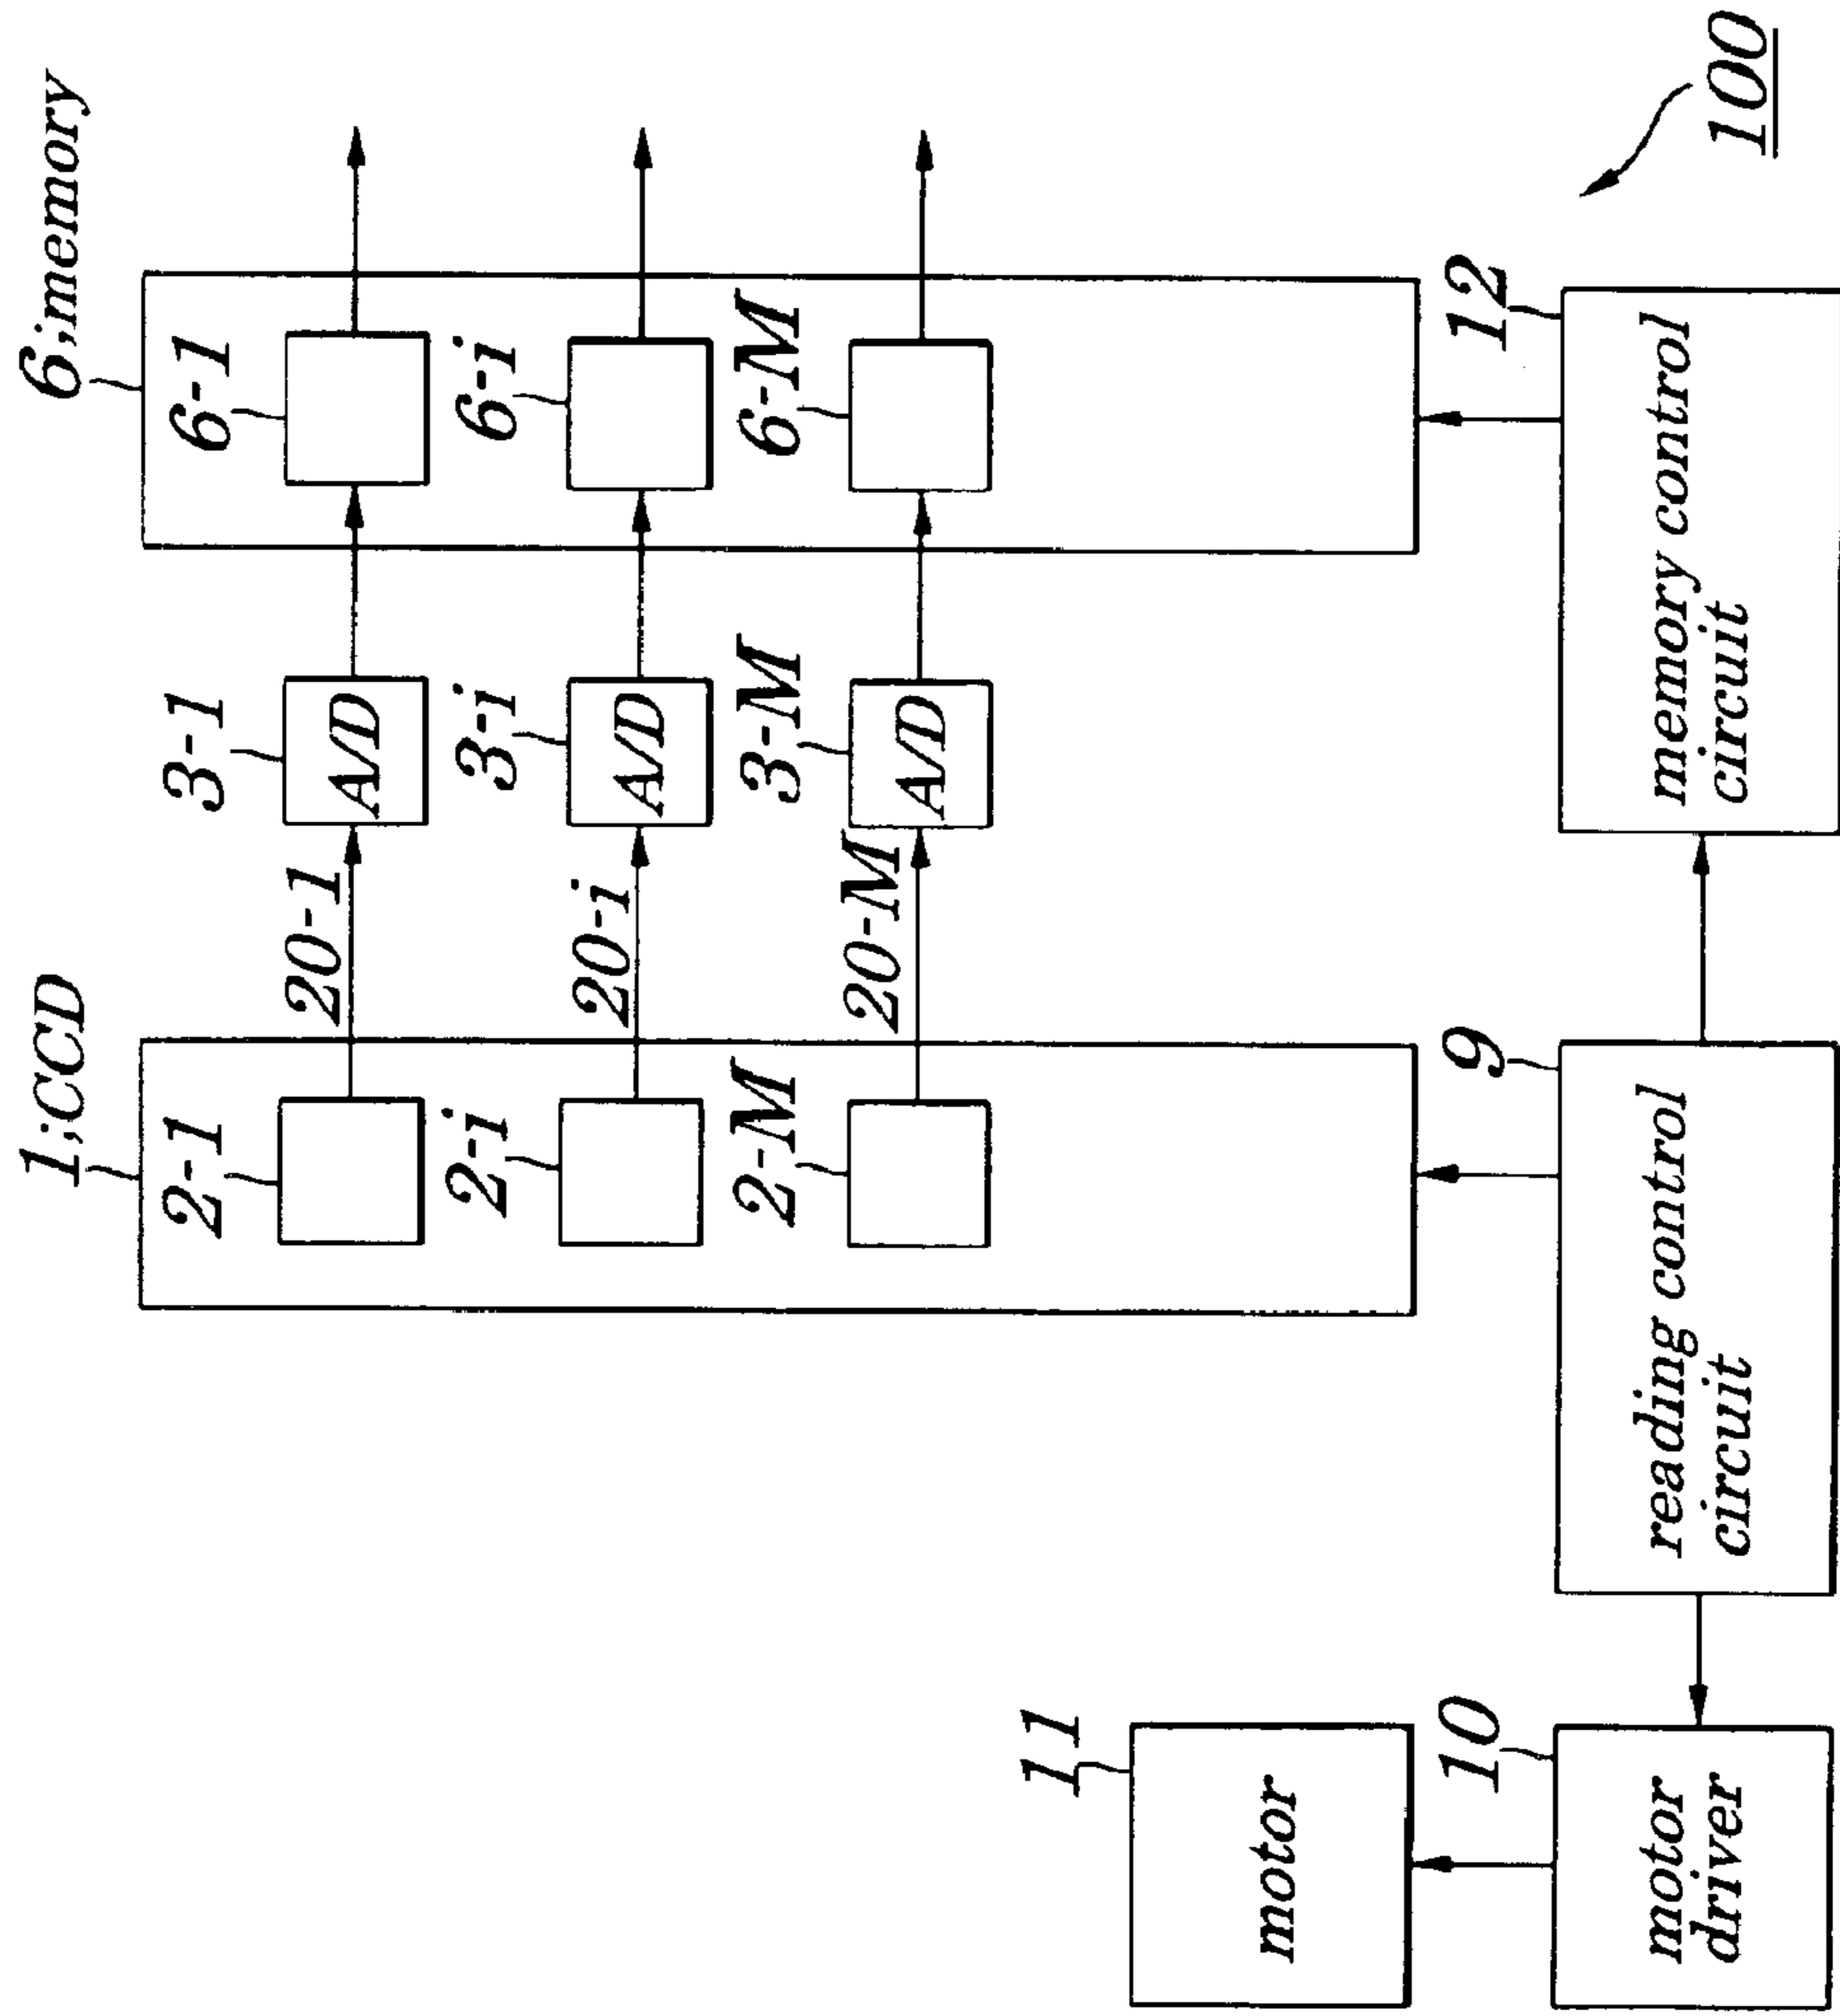 1;CCD
6;memory
2-1
20-1
3-1
A/D
6-1
2-i
20-i
3-i
A/D
6-i
2-M
20-M
3-M
A/D
6-M
11
motor
10
motor
driver
9
reading control
circuit
12
memory control
circuit
100